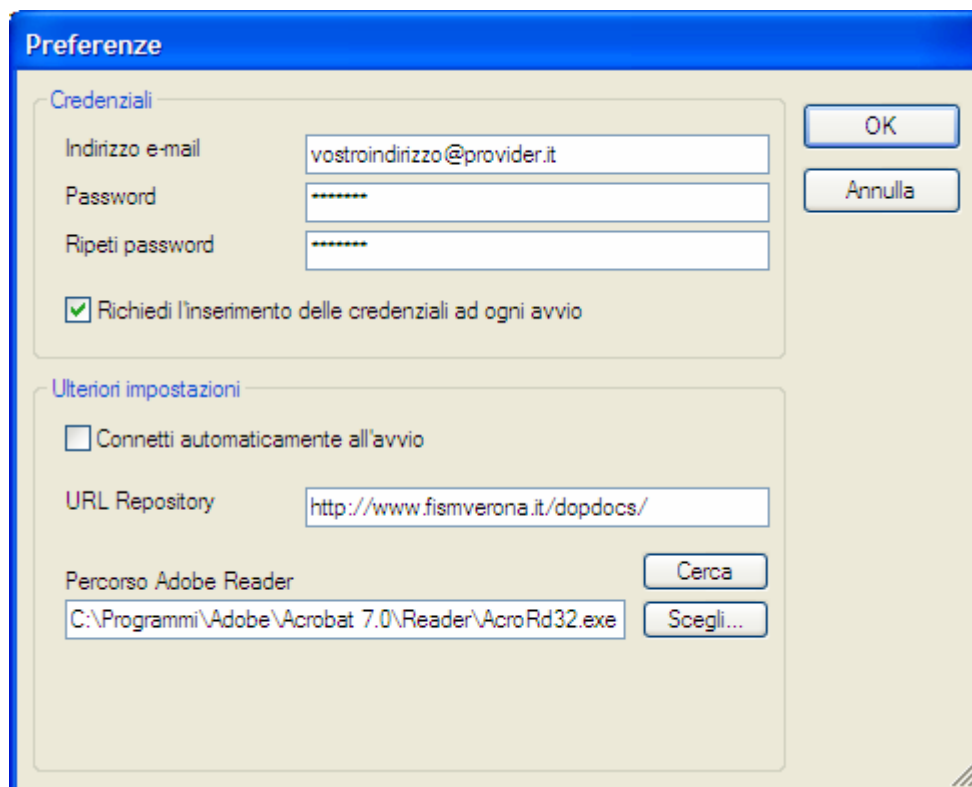 Preferenze
Credenziali
OK
Indirizzo e-mail
vostroindirizzo@provider.it
Password
*******
Annulla
Ripeti password
*******
Richiedi l'inserimento delle credenziali ad ogni avvio
Ulteriori impostazioni
Connetti automaticamente all'avvio
URL Repository
http://www.fismverona.it/dopdocs/
Percorso Adobe Reader
Cerca
C:\Programmi\Adobe\Acrobat 7.0\Reader\AcroRd32.exe
Scegli...